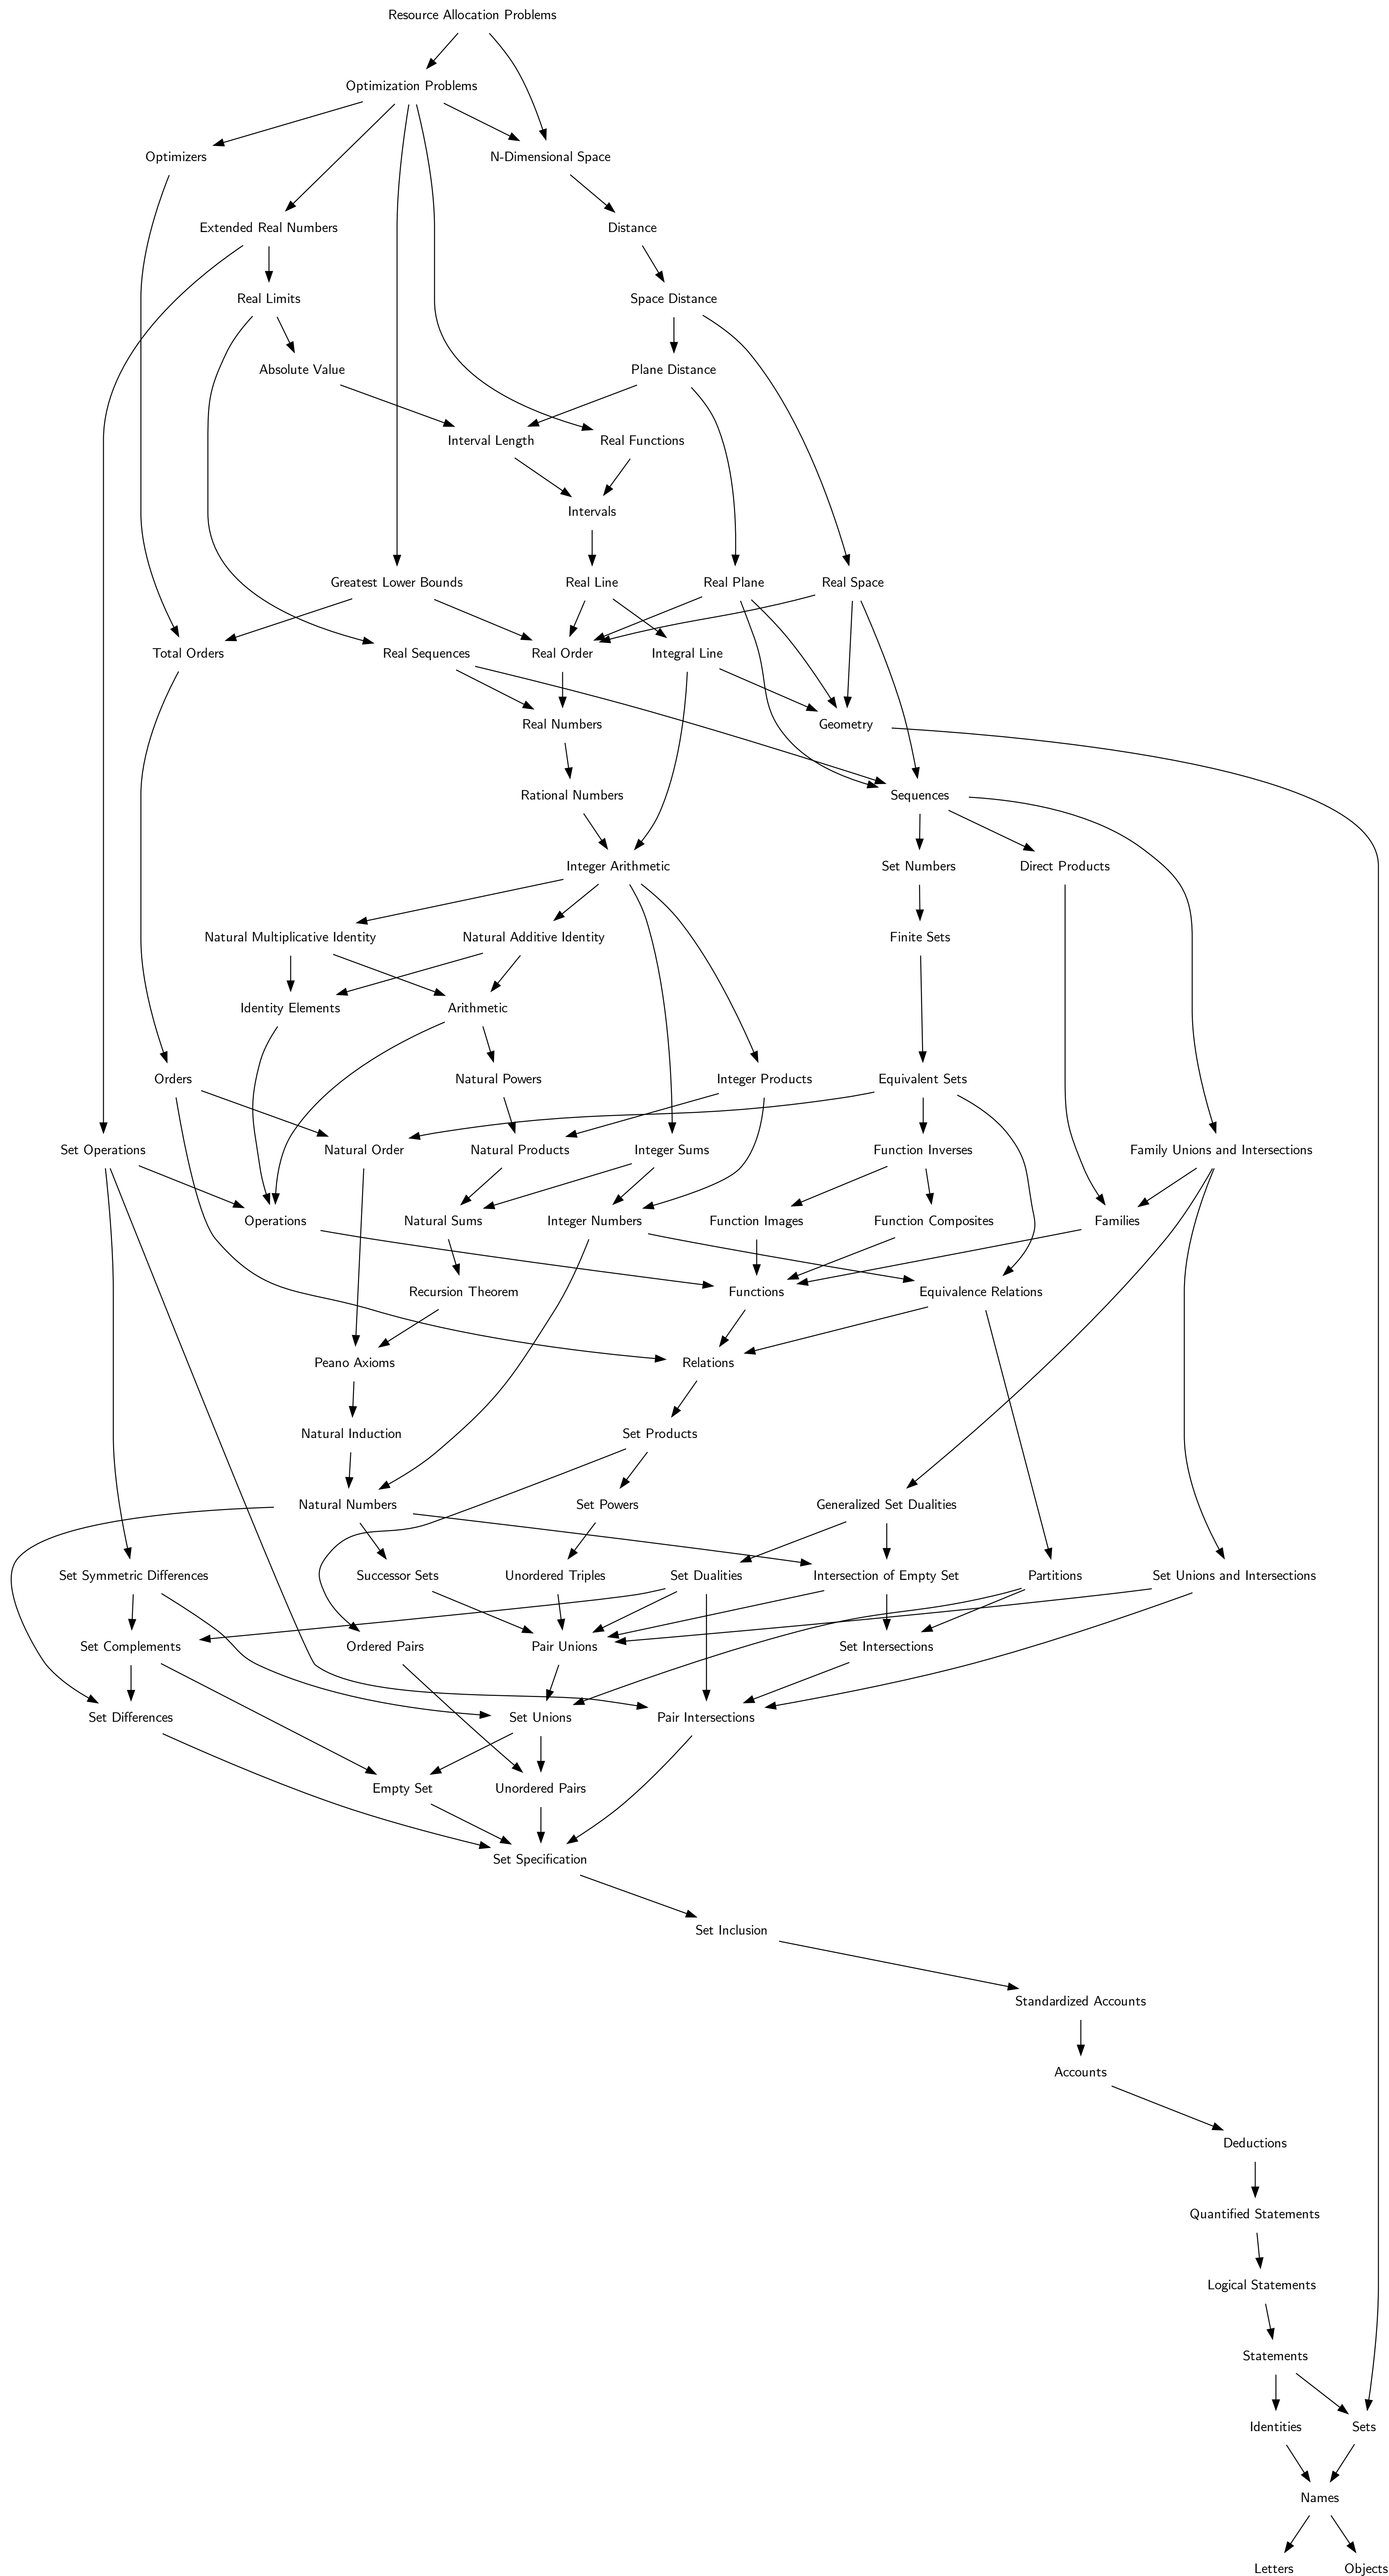 Resource Allocation Problems
Optimization Problems
Optimizers
N-Dimensional Space
Extended Real Numbers
Distance
Real Limits
Space Distance
Absolute Value
Plane Distance
Interval Length
Real Functions
Intervals
Greatest Lower Bounds
Real Line
Real Plane
Real Space
Total Orders
Real Sequences
Real Order
Integral Line
Real Numbers
Geometry
Rational Numbers
Sequences
Integer Arithmetic
Set Numbers
Direct Products
Natural Multiplicative Identity
Natural Additive Identity
Finite Sets
Identity Elements
Arithmetic
Orders
Natural Powers
Integer Products
Equivalent Sets
Set Operations
Natural Order
Natural Products
Integer Sums
Function Inverses
Family Unions and Intersections
Operations
Natural Sums
Integer Numbers
Function Images
Function Composites
Families
Recursion Theorem
Functions
Equivalence Relations
Peano Axioms
Relations
Natural Induction
Set Products
Natural Numbers
Set Powers
Generalized Set Dualities
Set Symmetric Differences
Successor Sets
Unordered Triples
Set Dualities
Intersection of Empty Set
Partitions
Set Unions and Intersections
Set Complements
Ordered Pairs
Pair Unions
Set Intersections
Set Differences
Set Unions
Pair Intersections
Empty Set
Unordered Pairs
Set Specification
Set Inclusion
Standardized Accounts
Accounts
Deductions
Quantified Statements
Logical Statements
Statements
Identities
Sets
Names
Letters
Objects